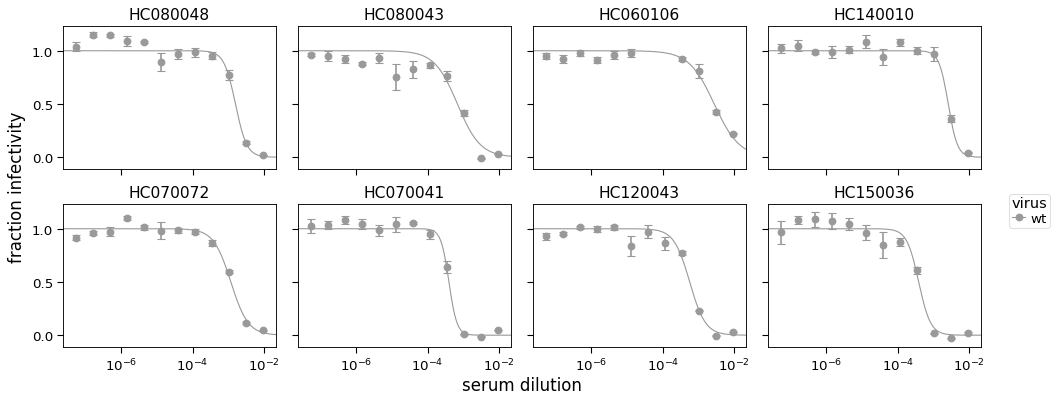 HC080048 HC080043 HC060106 HC140010
1.0
0.5
0.0
HC070072 HC070041 HC120043 HC150036
1.0
0.5
0.0
10⁻⁶ 10⁻⁴ 10⁻² 10⁻⁶ 10⁻⁴ 10⁻² 10⁻⁶ 10⁻⁴ 10⁻² 10⁻⁶ 10⁻⁴ 10⁻²
serum dilution
fraction infectivity
virus
wt